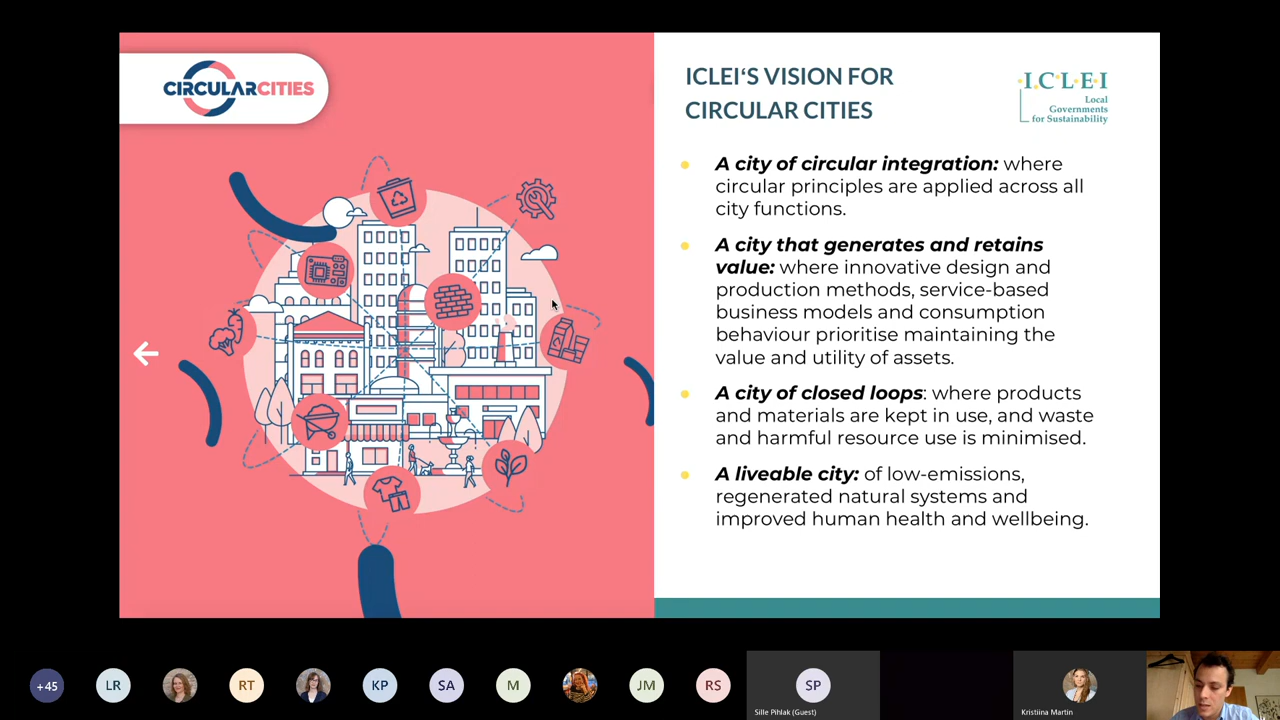 CIRCULARCITIES
ICLEI‘S VISION FOR
CIRCULAR CITIES
I.C.L.E.I
Local
Governments
for Sustainability
A city of circular integration: where
circular principles are applied across all
city functions.
A city that generates and retains
value: where innovative design and
production methods, service-based
business models and consumption
behaviour prioritise maintaining the
value and utility of assets.
A city of closed loops: where products
and materials are kept in use, and waste
and harmful resource use is minimised.
A liveable city: of low-emissions,
regenerated natural systems and
improved human health and wellbeing.
+45
LR
RT
KP
SA
M
JM
RS
SP
Sille Pihlak (Guest)
Kristiina Martin